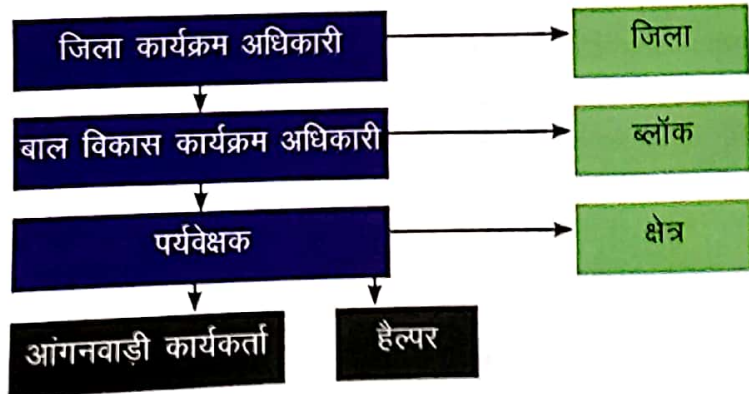 जिला कार्यक्रम अधिकारी
जिला
बाल विकास कार्यक्रम अधिकारी
ब्लॉक
पर्यवेक्षक
क्षेत्र
आंगनवाड़ी कार्यकर्ता
हैल्पर